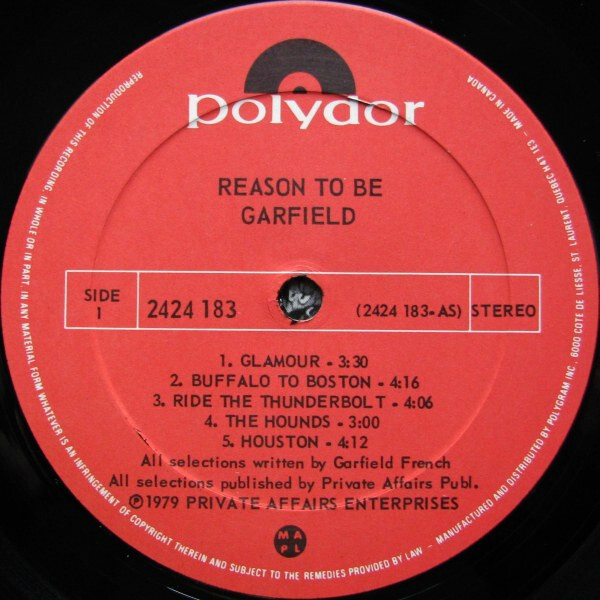 polydor
REASON TO BE
GARFIELD
SIDE
1
2424 183
(2424 183-AS)
STEREO
1. GLAMOUR - 3:30
2. BUFFALO TO BOSTON - 4:16
3. RIDE THE THUNDERBOLT - 4:06
4. THE HOUNDS - 3:00
5. HOUSTON - 4:12
All selections written by Garfield French
All selections published by Private Affairs Publ.
Ⓟ1979 PRIVATE AFFAIRS ENTERPRISES
M A
P L
REPRODUCTION OF THIS RECORDING, IN WHOLE OR IN PART, IN ANY MATERIAL FORM WHATEVER IS AN INFRINGEMENT OF COPYRIGHT THEREIN AND SUBJECT TO THE REMEDIES PROVIDED BY LAW - MANUFACTURED AND DISTRIBUTED BY POLYGRAM INC. 6000 COTE DE LIESSE, ST. LAURENT, QUEBEC H4T 1E3 - MADE IN CANADA